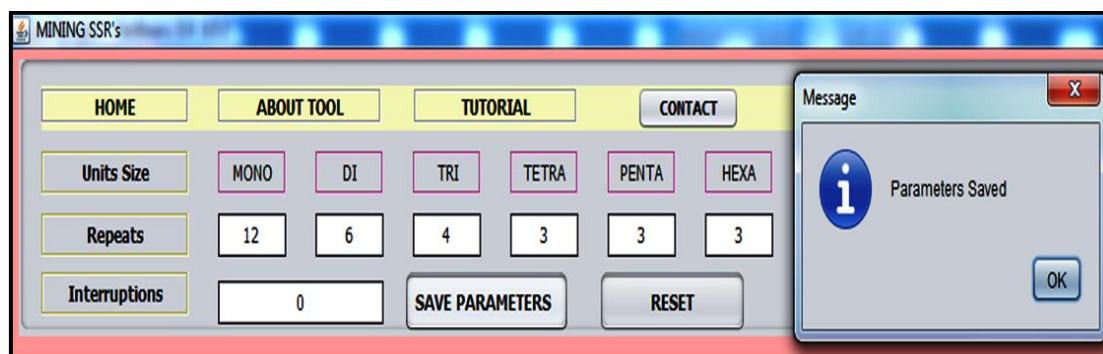 MINING SSR's
HOME ABOUT TOOL TUTORIAL CONTACT
Units Size MONO DI TRI TETRA PENTA HEXA
Repeats 12 6 4 3 3 3
Interruptions 0 SAVE PARAMETERS RESET
Message X
Parameters Saved
OK